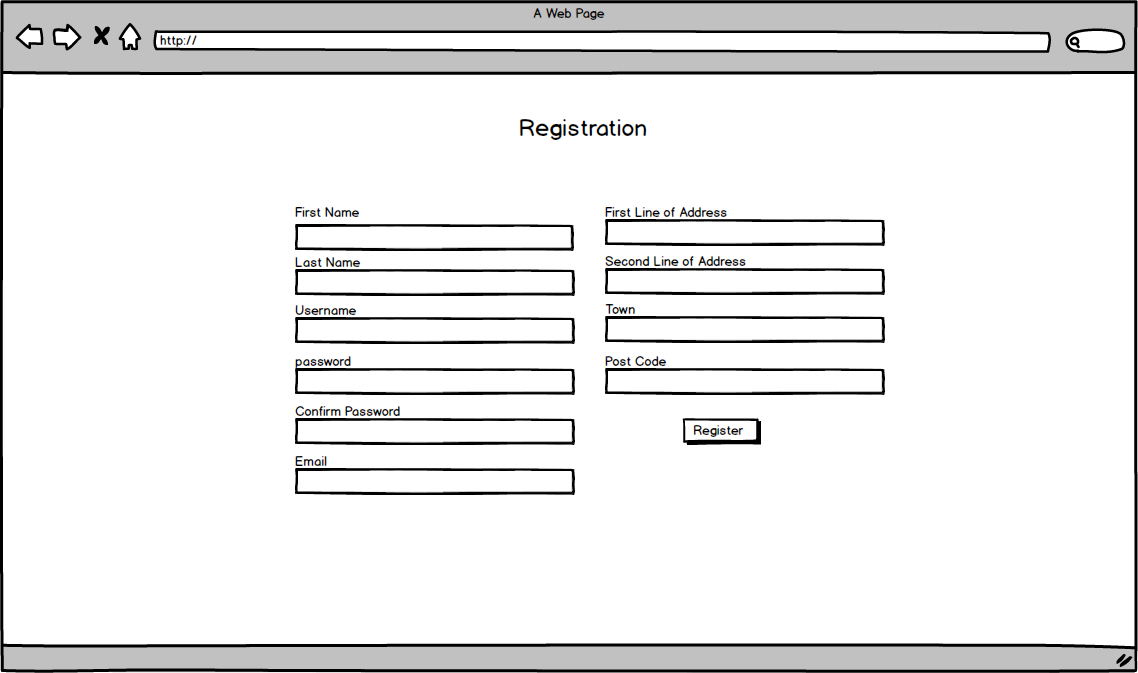 A Web Page
http://
Registration
First Name
Last Name
Username
password
Confirm Password
Email
First Line of Address
Second Line of Address
Town
Post Code
Register